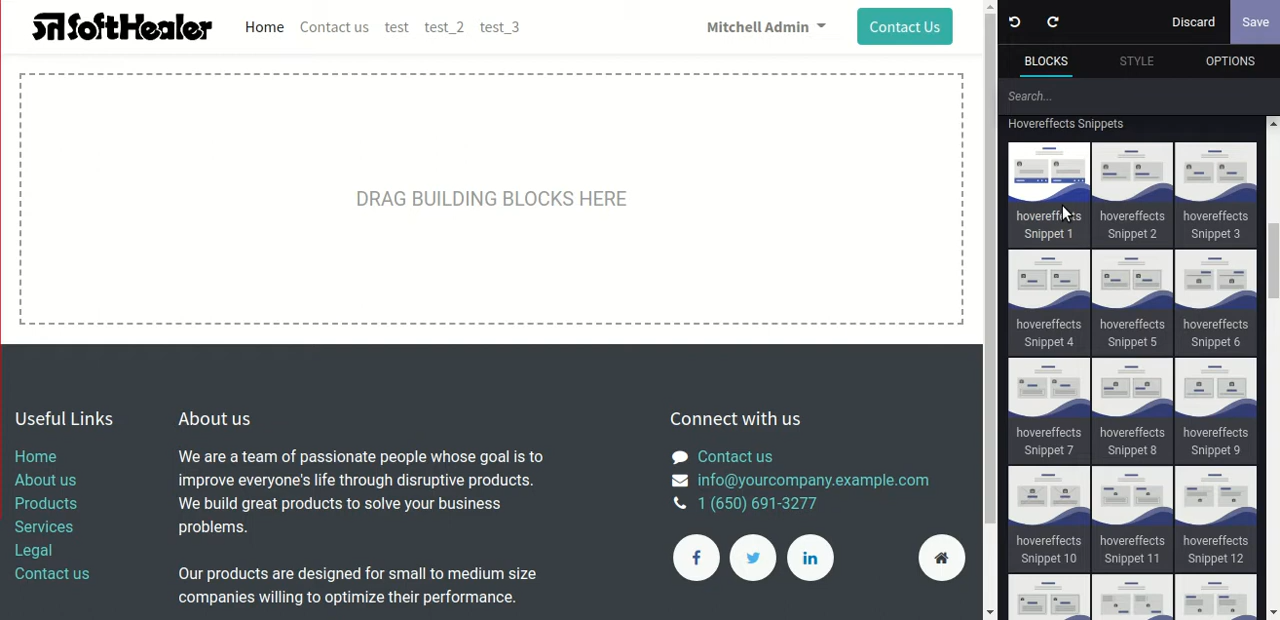 SoftHealer
Home
Contact us
test
test_2
test_3
Mitchell Admin
Contact Us
Discard
Save
BLOCKS
STYLE
OPTIONS
Search...
DRAG BUILDING BLOCKS HERE
Hovereffects Snippets
hovereffects
Snippet 1
hovereffects
Snippet 2
hovereffects
Snippet 3
hovereffects
Snippet 4
hovereffects
Snippet 5
hovereffects
Snippet 6
hovereffects
Snippet 7
hovereffects
Snippet 8
hovereffects
Snippet 9
hovereffects
Snippet 10
hovereffects
Snippet 11
hovereffects
Snippet 12
Useful Links
Home
About us
Products
Services
Legal
Contact us
About us
We are a team of passionate people whose goal is to
improve everyone's life through disruptive products.
We build great products to solve your business
problems.
Our products are designed for small to medium size
companies willing to optimize their performance.
Connect with us
Contact us
info@yourcompany.example.com
1 (650) 691-3277